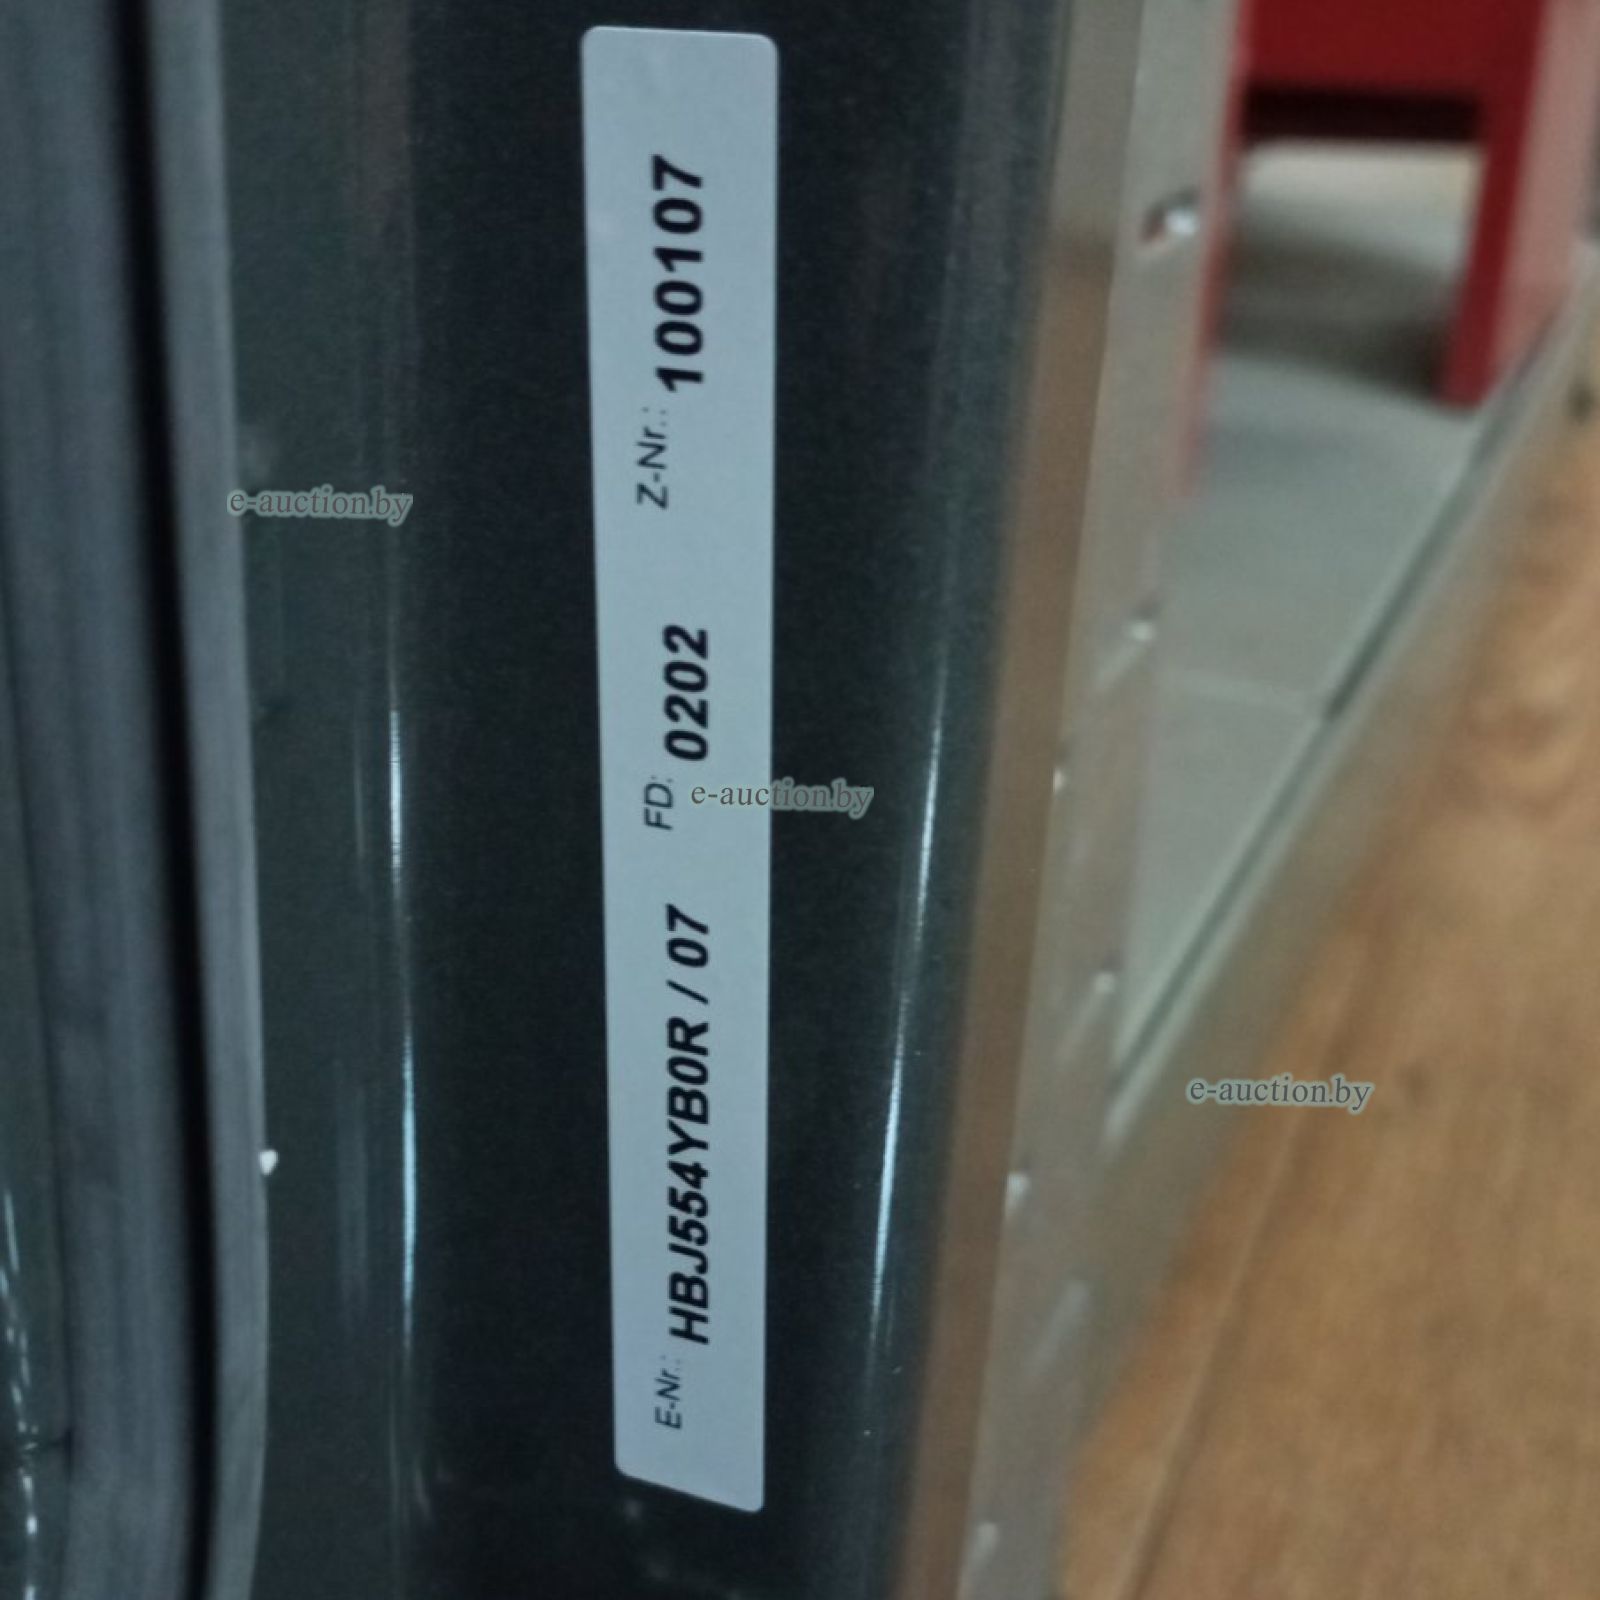 E-Nr.: HBJ554YB0R / 07 FD: 0202 Z-Nr.: 100107
e-auction.by
e-auction.by
e-auction.by